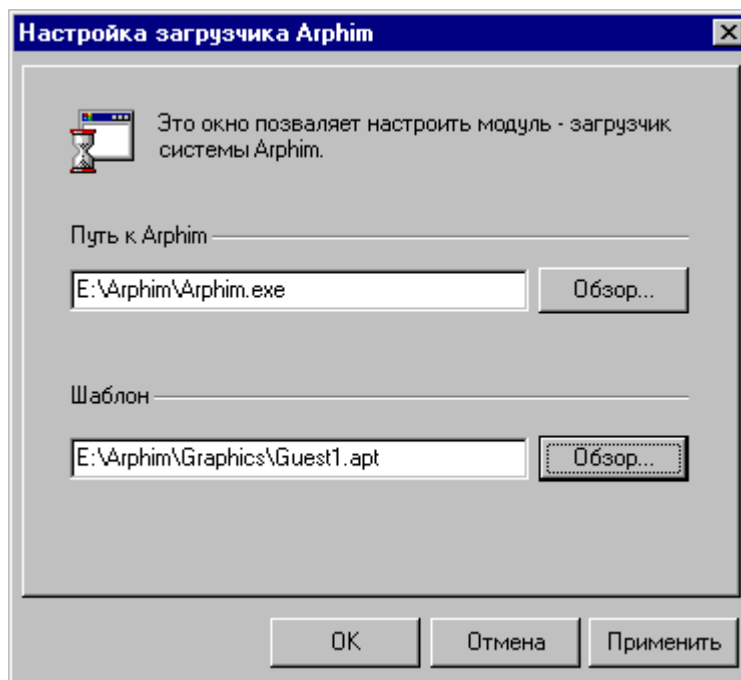 Настройка загрузчика Arphim
Это окно позваляет настроить модуль - загрузчик
системы Arphim.
Путь к Arphim
E:\Arphim\Arphim.exe
Обзор...
Шаблон
E:\Arphim\Graphics\Guest1.apt
Обзор...
OK
Отмена
Применить